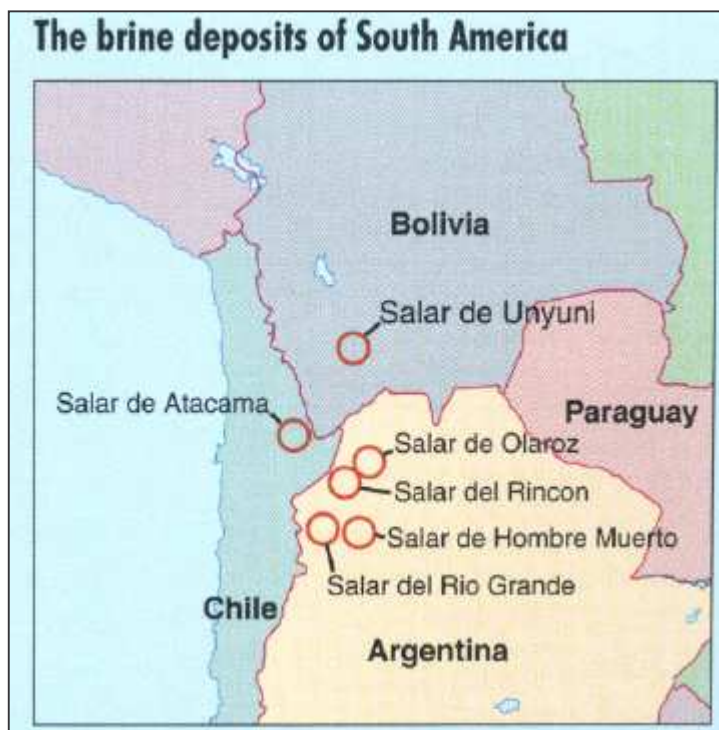 The brine deposits of South America
Bolivia
Salar de Unyuni
Salar de Atacama
Paraguay
Salar de Olaroz
Salar del Rincon
Salar de Hombre Muerto
Salar del Rio Grande
Chile
Argentina